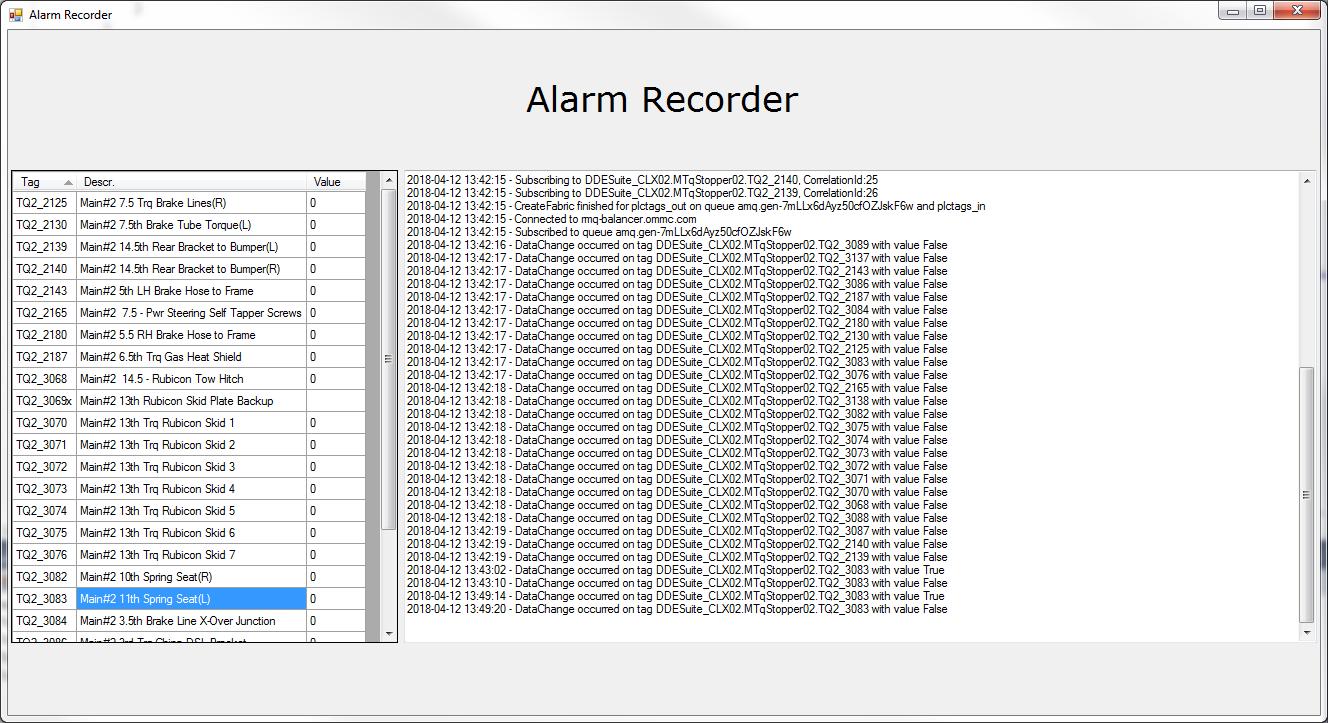 Alarm Recorder
Alarm Recorder
Tag Descr. Value
TQ2_2125 Main#2 7.5 Trq Brake Lines(R) 0
TQ2_2130 Main#2 7.5th Brake Tube Torque(L) 0
TQ2_2139 Main#2 14.5th Rear Bracket to Bumper(L) 0
TQ2_2140 Main#2 14.5th Rear Bracket to Bumper(R) 0
TQ2_2143 Main#2 5th LH Brake Hose to Frame 0
TQ2_2165 Main#2 7.5 - Pwr Steering Self Tapper Screws 0
TQ2_2180 Main#2 5.5 RH Brake Hose to Frame 0
TQ2_2187 Main#2 6.5th Trq Gas Heat Shield 0
TQ2_3068 Main#2 14.5 - Rubicon Tow Hitch 0
TQ2_3069x Main#2 13th Rubicon Skid Plate Backup
TQ2_3070 Main#2 13th Trq Rubicon Skid 1 0
TQ2_3071 Main#2 13th Trq Rubicon Skid 2 0
TQ2_3072 Main#2 13th Trq Rubicon Skid 3 0
TQ2_3073 Main#2 13th Trq Rubicon Skid 4 0
TQ2_3074 Main#2 13th Trq Rubicon Skid 5 0
TQ2_3075 Main#2 13th Trq Rubicon Skid 6 0
TQ2_3076 Main#2 13th Trq Rubicon Skid 7 0
TQ2_3082 Main#2 10th Spring Seat(R) 0
TQ2_3083 Main#2 11th Spring Seat(L) 0
TQ2_3084 Main#2 3.5th Brake Line X-Over Junction 0
TQ2_3086 Main#2 3rd Trq China DSL Bracket 0
2018-04-12 13:42:15 - Subscribing to DDESuite_CLX02.MTqStopper02.TQ2_2140, CorrelationId:25
2018-04-12 13:42:15 - Subscribing to DDESuite_CLX02.MTqStopper02.TQ2_2139, CorrelationId:26
2018-04-12 13:42:15 - CreateFabric finished for plctags_out on queue amq.gen-7mLLx6dAyz50cfOZJskF6w and plctags_in
2018-04-12 13:42:15 - Connected to rmq-balancer.ommc.com
2018-04-12 13:42:15 - Subscribed to queue amq.gen-7mLLx6dAyz50cfOZJskF6w
2018-04-12 13:42:16 - DataChange occurred on tag DDESuite_CLX02.MTqStopper02.TQ2_3089 with value False
2018-04-12 13:42:17 - DataChange occurred on tag DDESuite_CLX02.MTqStopper02.TQ2_3137 with value False
2018-04-12 13:42:17 - DataChange occurred on tag DDESuite_CLX02.MTqStopper02.TQ2_2143 with value False
2018-04-12 13:42:17 - DataChange occurred on tag DDESuite_CLX02.MTqStopper02.TQ2_3086 with value False
2018-04-12 13:42:17 - DataChange occurred on tag DDESuite_CLX02.MTqStopper02.TQ2_2187 with value False
2018-04-12 13:42:17 - DataChange occurred on tag DDESuite_CLX02.MTqStopper02.TQ2_3084 with value False
2018-04-12 13:42:17 - DataChange occurred on tag DDESuite_CLX02.MTqStopper02.TQ2_2180 with value False
2018-04-12 13:42:17 - DataChange occurred on tag DDESuite_CLX02.MTqStopper02.TQ2_2130 with value False
2018-04-12 13:42:17 - DataChange occurred on tag DDESuite_CLX02.MTqStopper02.TQ2_2125 with value False
2018-04-12 13:42:17 - DataChange occurred on tag DDESuite_CLX02.MTqStopper02.TQ2_3083 with value False
2018-04-12 13:42:17 - DataChange occurred on tag DDESuite_CLX02.MTqStopper02.TQ2_3076 with value False
2018-04-12 13:42:18 - DataChange occurred on tag DDESuite_CLX02.MTqStopper02.TQ2_2165 with value False
2018-04-12 13:42:18 - DataChange occurred on tag DDESuite_CLX02.MTqStopper02.TQ2_3138 with value False
2018-04-12 13:42:18 - DataChange occurred on tag DDESuite_CLX02.MTqStopper02.TQ2_3082 with value False
2018-04-12 13:42:18 - DataChange occurred on tag DDESuite_CLX02.MTqStopper02.TQ2_3075 with value False
2018-04-12 13:42:18 - DataChange occurred on tag DDESuite_CLX02.MTqStopper02.TQ2_3074 with value False
2018-04-12 13:42:18 - DataChange occurred on tag DDESuite_CLX02.MTqStopper02.TQ2_3073 with value False
2018-04-12 13:42:18 - DataChange occurred on tag DDESuite_CLX02.MTqStopper02.TQ2_3072 with value False
2018-04-12 13:42:18 - DataChange occurred on tag DDESuite_CLX02.MTqStopper02.TQ2_3071 with value False
2018-04-12 13:42:18 - DataChange occurred on tag DDESuite_CLX02.MTqStopper02.TQ2_3070 with value False
2018-04-12 13:42:18 - DataChange occurred on tag DDESuite_CLX02.MTqStopper02.TQ2_3068 with value False
2018-04-12 13:42:18 - DataChange occurred on tag DDESuite_CLX02.MTqStopper02.TQ2_3088 with value False
2018-04-12 13:42:19 - DataChange occurred on tag DDESuite_CLX02.MTqStopper02.TQ2_3087 with value False
2018-04-12 13:42:19 - DataChange occurred on tag DDESuite_CLX02.MTqStopper02.TQ2_2140 with value False
2018-04-12 13:42:19 - DataChange occurred on tag DDESuite_CLX02.MTqStopper02.TQ2_2139 with value False
2018-04-12 13:43:02 - DataChange occurred on tag DDESuite_CLX02.MTqStopper02.TQ2_3083 with value True
2018-04-12 13:43:10 - DataChange occurred on tag DDESuite_CLX02.MTqStopper02.TQ2_3083 with value False
2018-04-12 13:49:14 - DataChange occurred on tag DDESuite_CLX02.MTqStopper02.TQ2_3083 with value True
2018-04-12 13:49:20 - DataChange occurred on tag DDESuite_CLX02.MTqStopper02.TQ2_3083 with value False